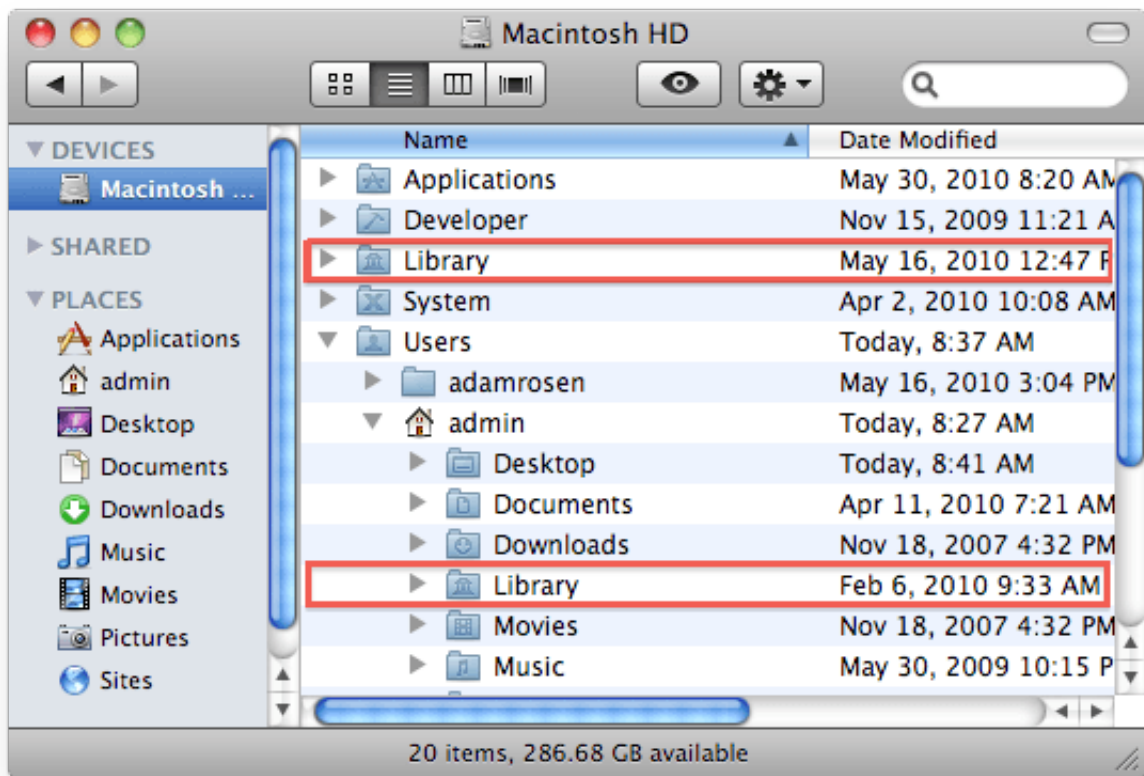 Macintosh HD
Name Date Modified
DEVICES
Macintosh ...
SHARED
PLACES
Applications
admin
Desktop
Documents
Downloads
Music
Movies
Pictures
Sites
Applications May 30, 2010 8:20 AM
Developer Nov 15, 2009 11:21 A
Library May 16, 2010 12:47
System Apr 2, 2010 10:08 AM
Users Today, 8:37 AM
adamrosen May 16, 2010 3:04 PM
admin Today, 8:27 AM
Desktop Today, 8:41 AM
Documents Apr 11, 2010 7:21 AM
Downloads Nov 18, 2007 4:32 PM
Library Feb 6, 2010 9:33 AM
Movies Nov 18, 2007 4:32 PM
Music May 30, 2009 10:15 P
20 items, 286.68 GB available